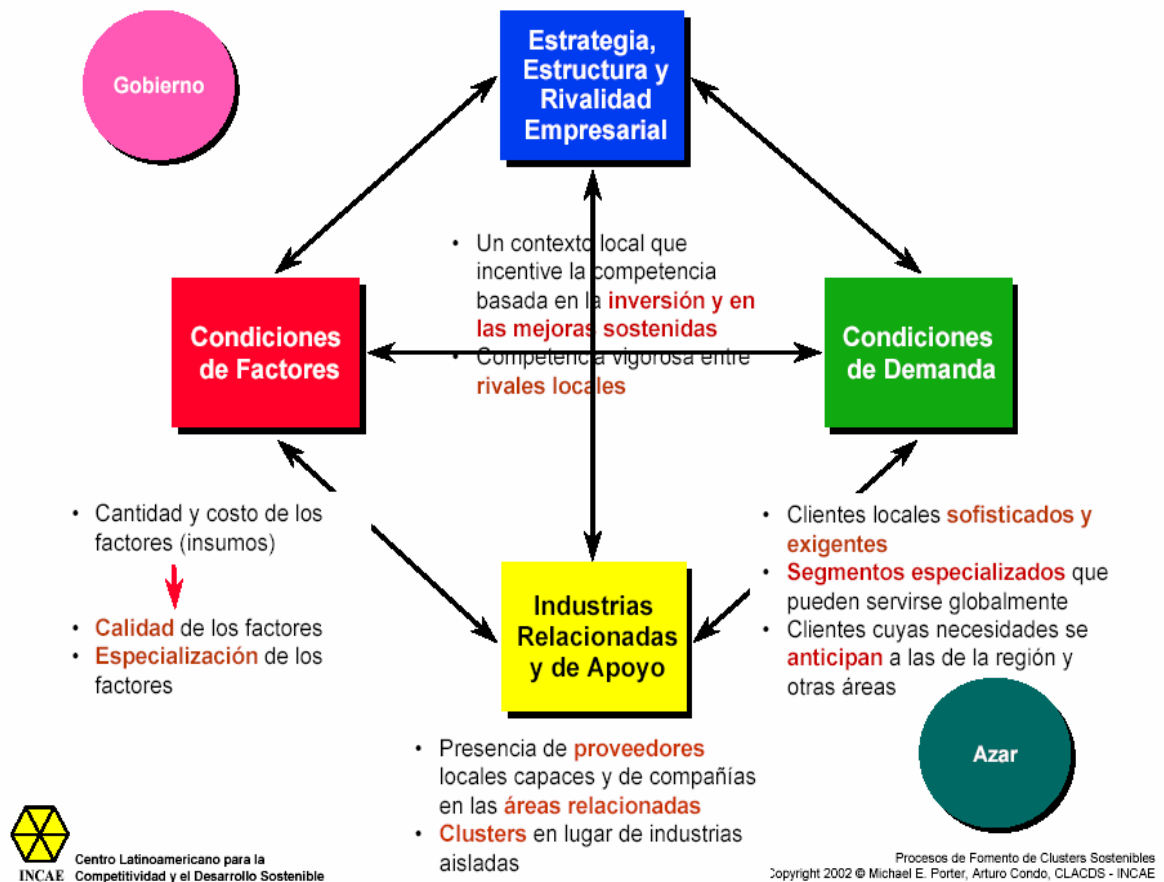 Gobierno
Estrategia,
Estructura y
Rivalidad
Empresarial
• Un contexto local que
incentive la competencia
basada en la inversión y en
las mejoras sostenidas
• Competencia vigorosa entre
rivales locales
Condiciones
de Factores
Condiciones
de Demanda
• Cantidad y costo de los
factores (insumos)
• Calidad de los factores
• Especialización de los
factores
Industrias
Relacionadas
y de Apoyo
• Clientes locales sofisticados y
exigentes
• Segmentos especializados que
pueden servirse globalmente
• Clientes cuyas necesidades se
anticipan a las de la región y
otras áreas
Azar
• Presencia de proveedores
locales capaces y de compañías
en las áreas relacionadas
• Clusters en lugar de industrias
aisladas
INCAE
Centro Latinoamericano para la
Competitividad y el Desarrollo Sostenible
Procesos de Fomento de Clusters Sostenibles
opyright 2002 © Michael E. Porter, Arturo Condo, CLACDS - INCAE